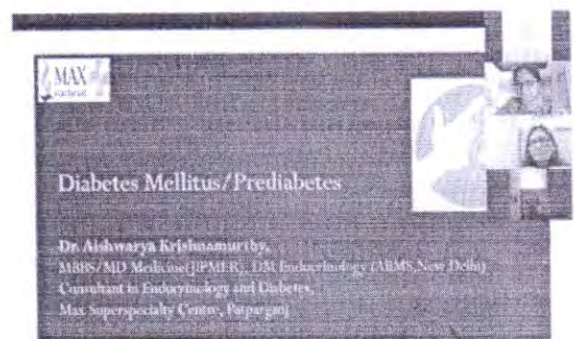 MAX
Healthcare
Diabetes Mellitus/Prediabetes
Dr. Aishwarya Krishnamurthy,
MBBS/MD Medicine(JIPMER), DM Endocrinology (AIIMS,New Delhi)
Consultant in Endocrinology and Diabetes,
Max Superspecialty Centre, Patparganj